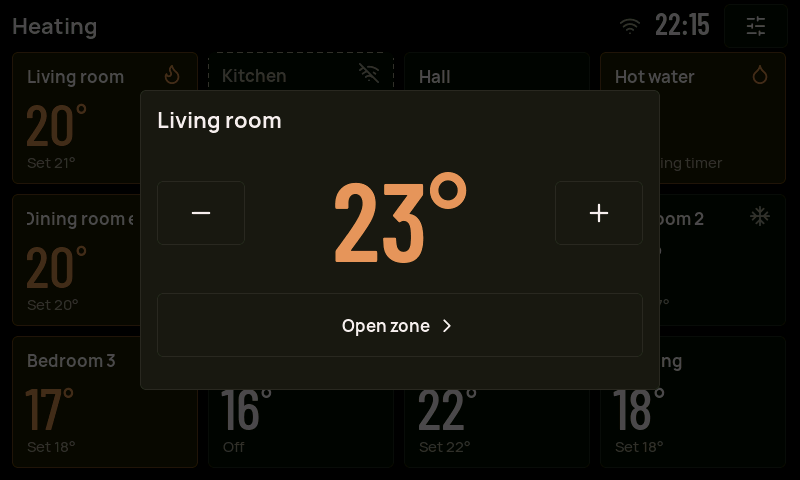 Heating
22:15
Living room
Kitchen
Hall
Hot water
20°
Set 21°
ing timer
Living room
23°
Open zone
Dining room
20°
Set 20°
oom 2
Bedroom 3
17°
Set 18°
16°
Off
22°
Set 22°
ng
18°
Set 18°